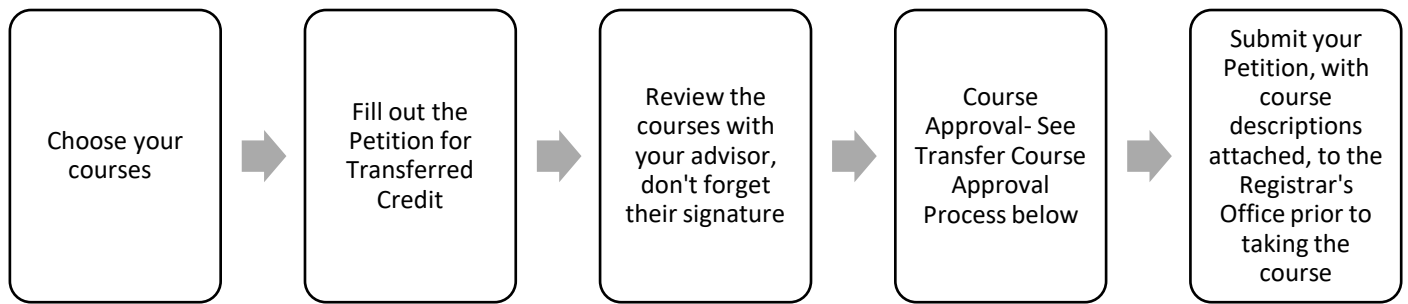 Choose your
courses
Fill out the
Petition for
Transferred
Credit
Review the
courses with
your advisor,
don't forget
their signature
Course
Approval- See
Transfer Course
Approval
Process below
Submit your
Petition, with
course
descriptions
attached, to the
Registrar's
Office prior to
taking the
course